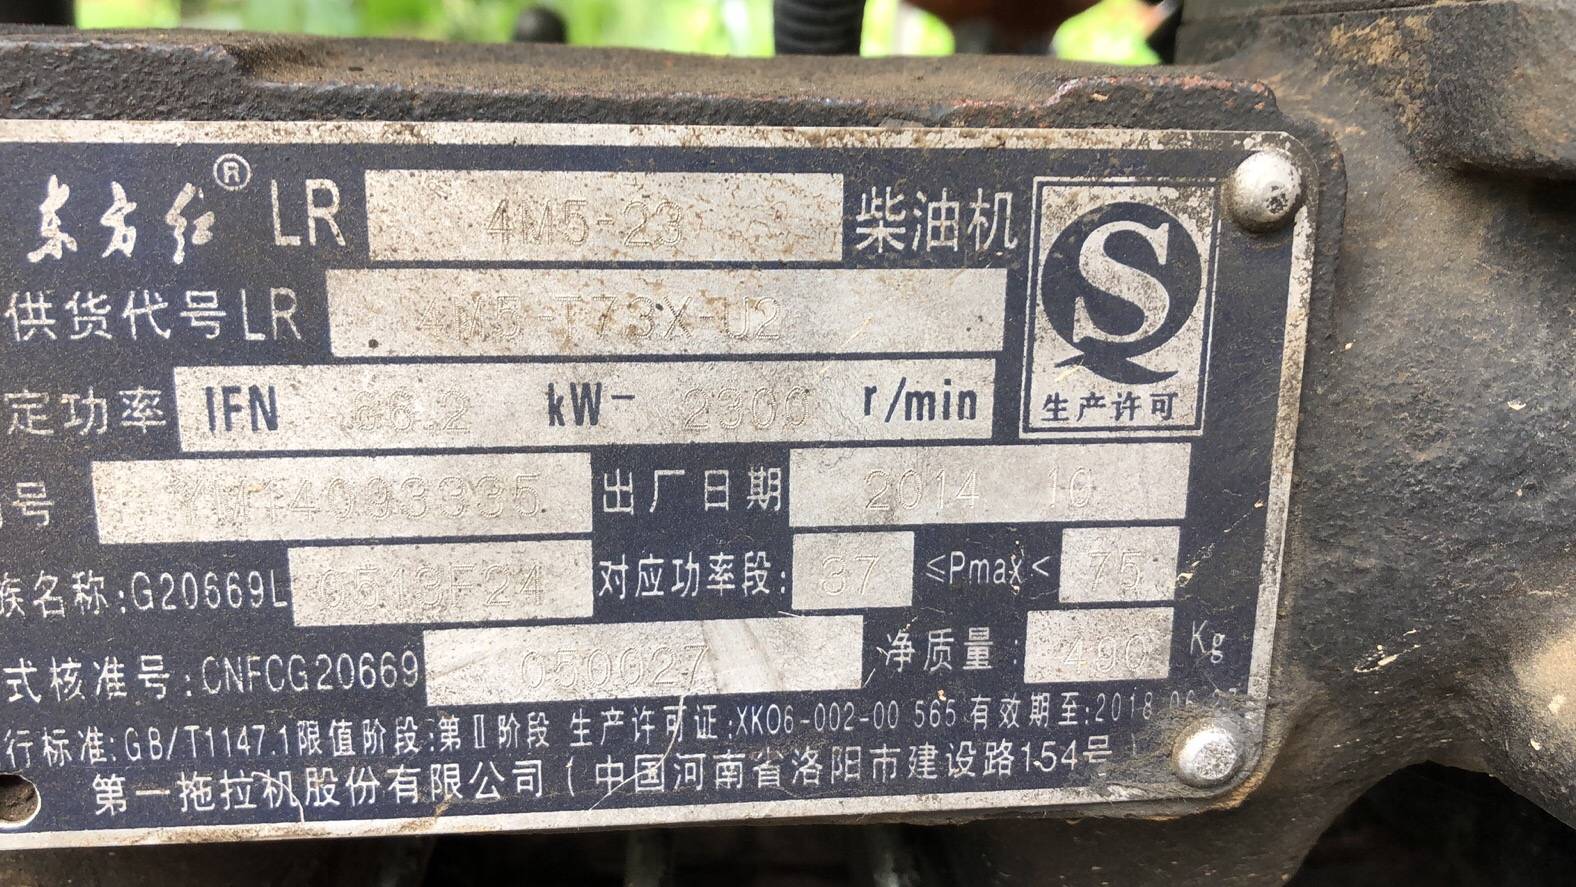 东方红® LR 4M5-23 柴油机
供货代号LR 4M5-T73X-U2
定功率 IFN 66.2 kW- 2300 r/min
生产许可
号 YM14093935 出厂日期 2014 10
族名称:G20669L 0513F24 对应功率段: 37 ≤Pmax< 75
式核准号:CNFCG20669 050027 净质量: 490 Kg
行标准:GB/T1147.1限值阶段:第Ⅱ阶段 生产许可证:XK06-002-00 565 有效期至:2018
第一拖拉机股份有限公司(中国河南省洛阳市建设路154号)